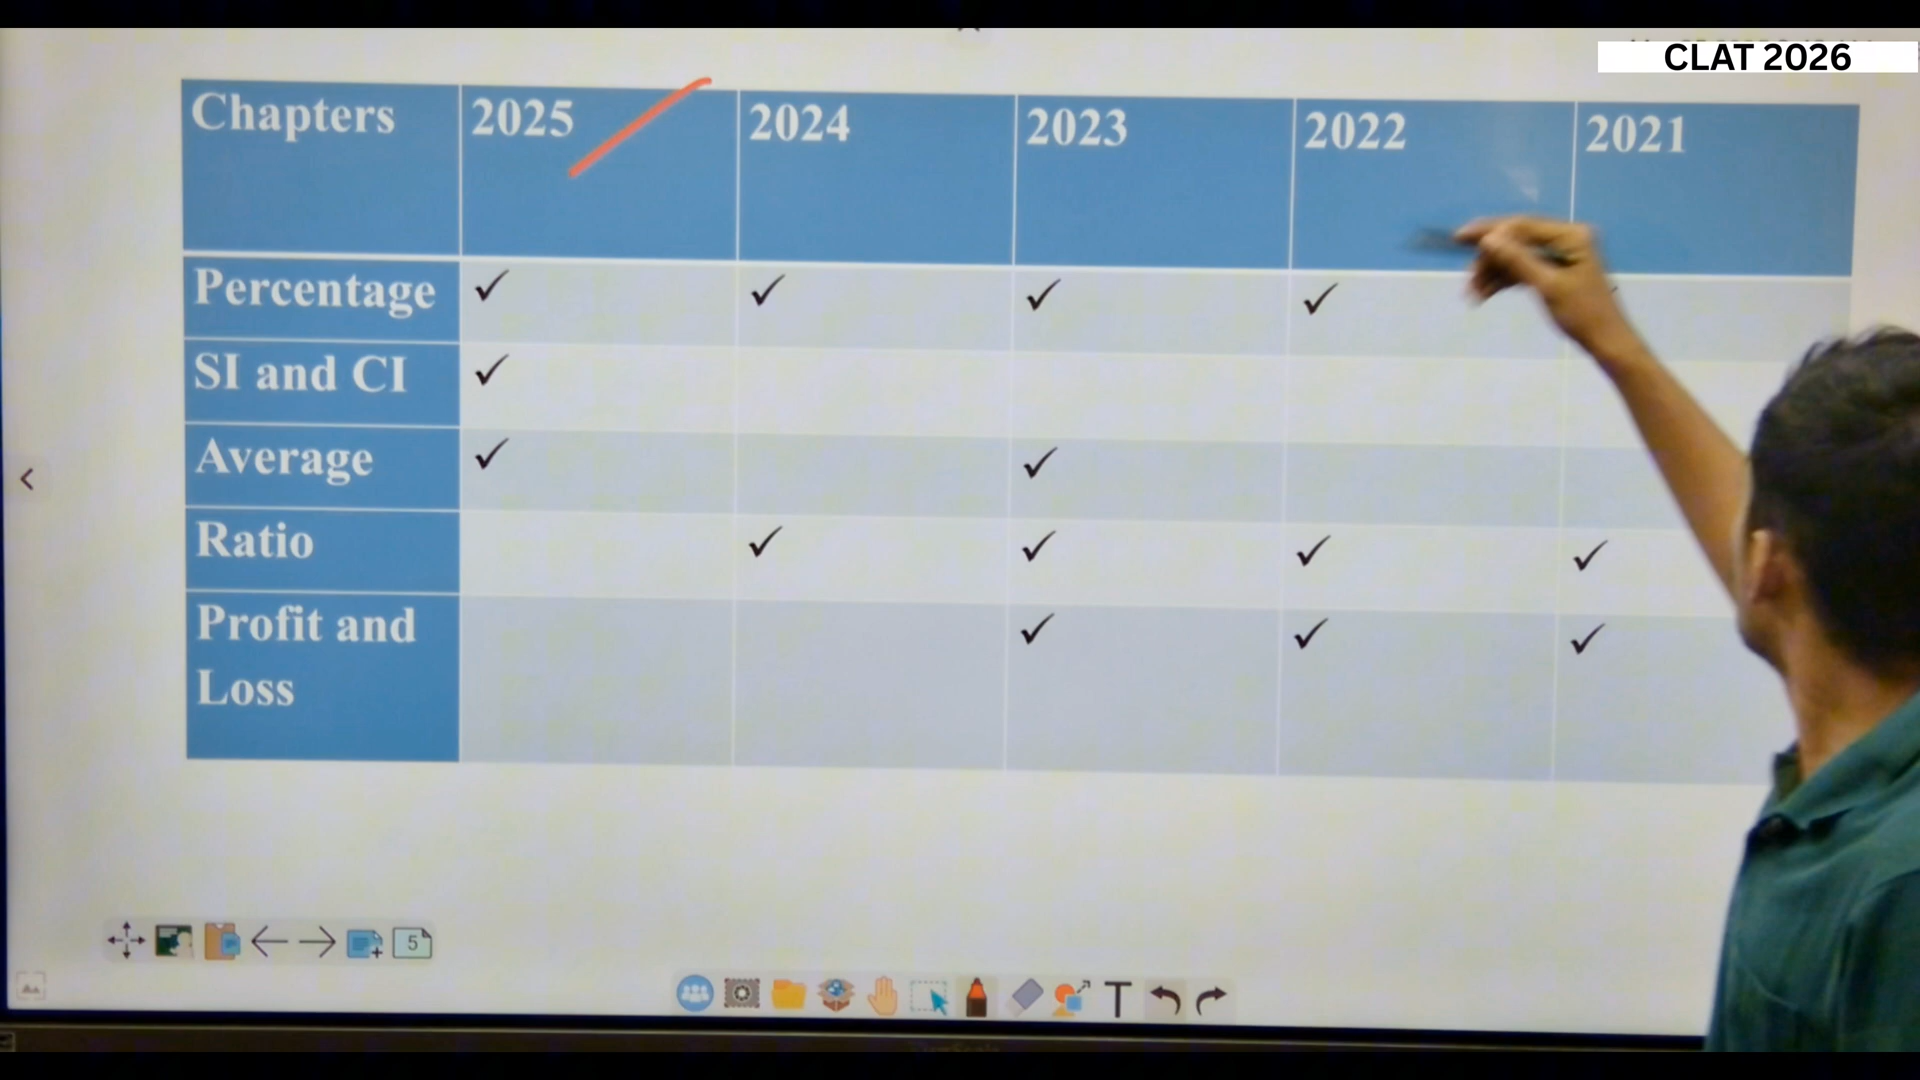 CLAT 2026
Chapters 2025 2024 2023 2022 2021
Percentage ✓ ✓ ✓ ✓
SI and CI ✓
Average ✓ ✓
Ratio ✓ ✓ ✓ ✓
Profit and ✓ ✓ ✓
Loss
5
T